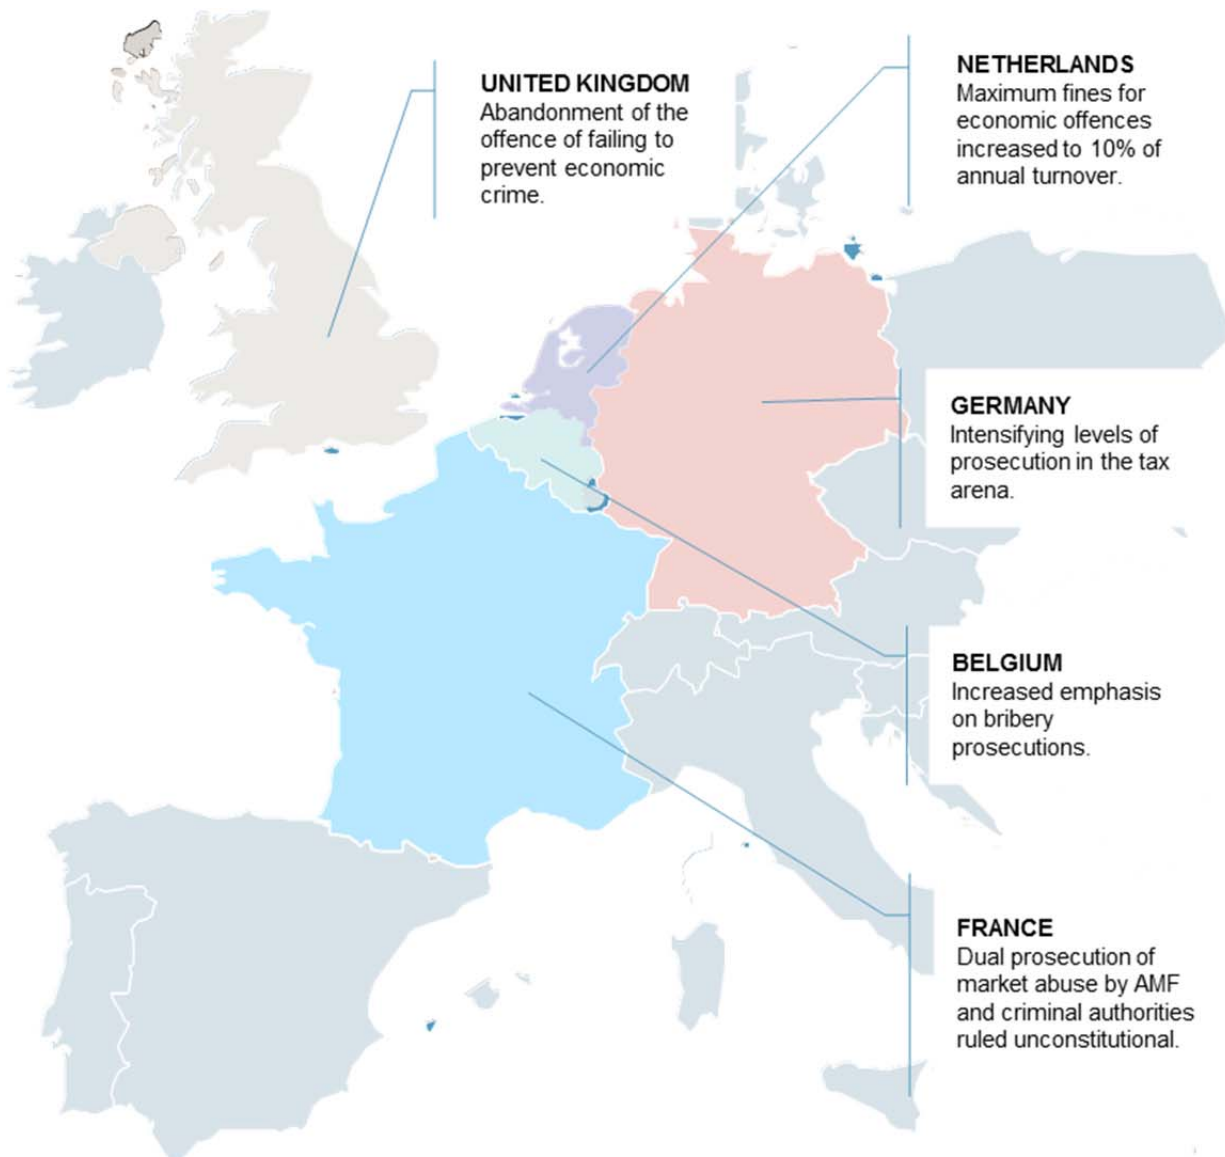 UNITED KINGDOM
Abandonment of the
offence of failing to
prevent economic
crime.
NETHERLANDS
Maximum fines for
economic offences
increased to 10% of
annual turnover.
GERMANY
Intensifying levels of
prosecution in the tax
arena.
BELGIUM
Increased emphasis
on bribery
prosecutions.
FRANCE
Dual prosecution of
market abuse by AMF
and criminal authorities
ruled unconstitutional.